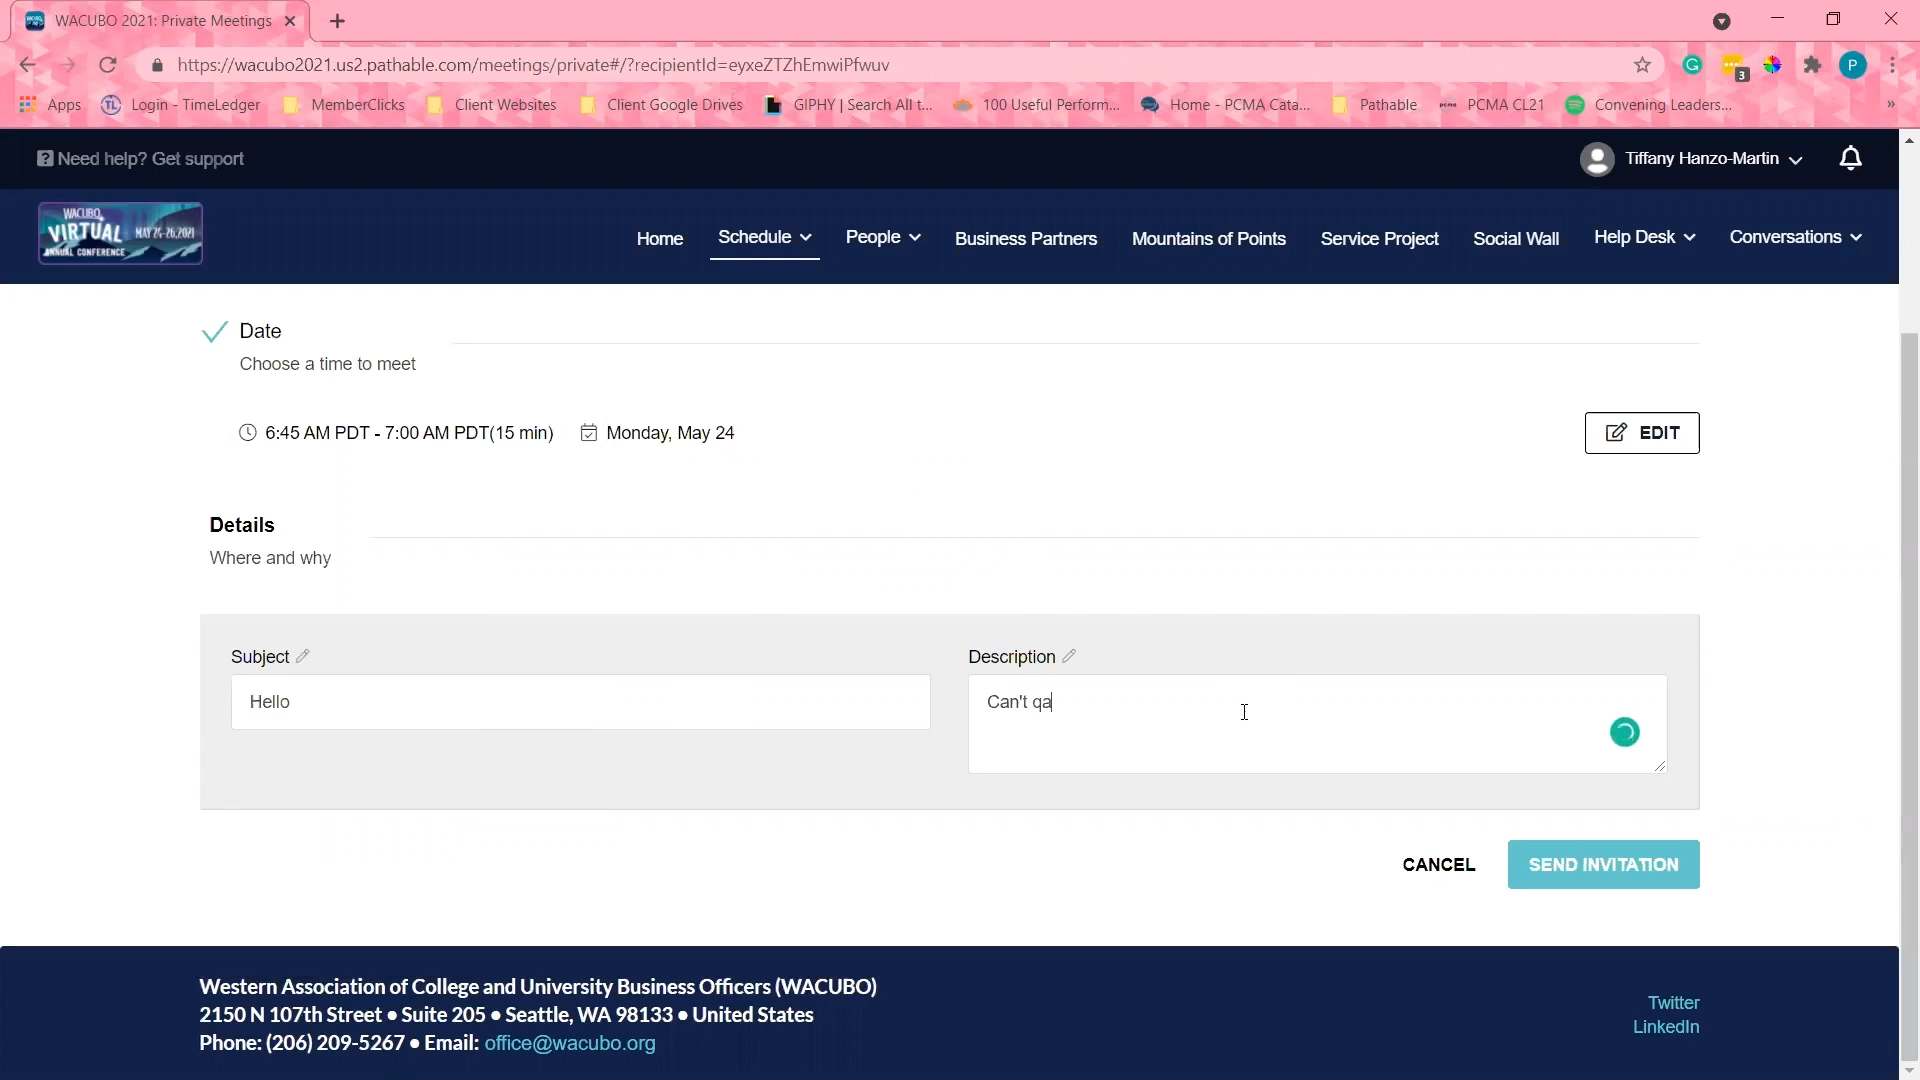 WACUBO 2021: Private Meetings
https://wacubo2021.us2.pathable.com/meetings/private#/?recipientId=eyxeZTZhEmwiPfwuv
G
3
P
Apps
TL Login - TimeLedger
MemberClicks
Client Websites
Client Google Drives
GIPHY | Search All t...
100 Useful Perform...
Home - PCMA Cata...
Pathable
pcma PCMA CL21
Convening Leaders...
»
? Need help? Get support
Tiffany Hanzo-Martin
WACUBO
VIRTUAL MAY 24-26, 2021
ANNUAL CONFERENCE
Home
Schedule
People
Business Partners
Mountains of Points
Service Project
Social Wall
Help Desk
Conversations
Date
Choose a time to meet
6:45 AM PDT - 7:00 AM PDT(15 min)
Monday, May 24
EDIT
Details
Where and why
Subject
Description
Hello
Can't qa
CANCEL
SEND INVITATION
Western Association of College and University Business Officers (WACUBO)
2150 N 107th Street • Suite 205 • Seattle, WA 98133 • United States
Phone: (206) 209-5267 • Email: office@wacubo.org
Twitter
LinkedIn